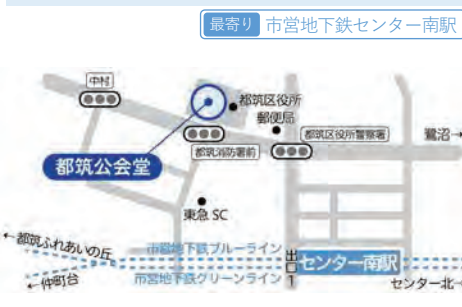 最寄り 市営地下鉄センター南駅
中村
都筑区役所
郵便局
都筑消防署前
都筑区役所警察署
鷺沼→
都筑公会堂
東急 SC
←都筑ふれあいの丘
市営地下鉄ブルーライン
出口1
センター南駅
←仲町台
市営地下鉄グリーンライン
センター北→